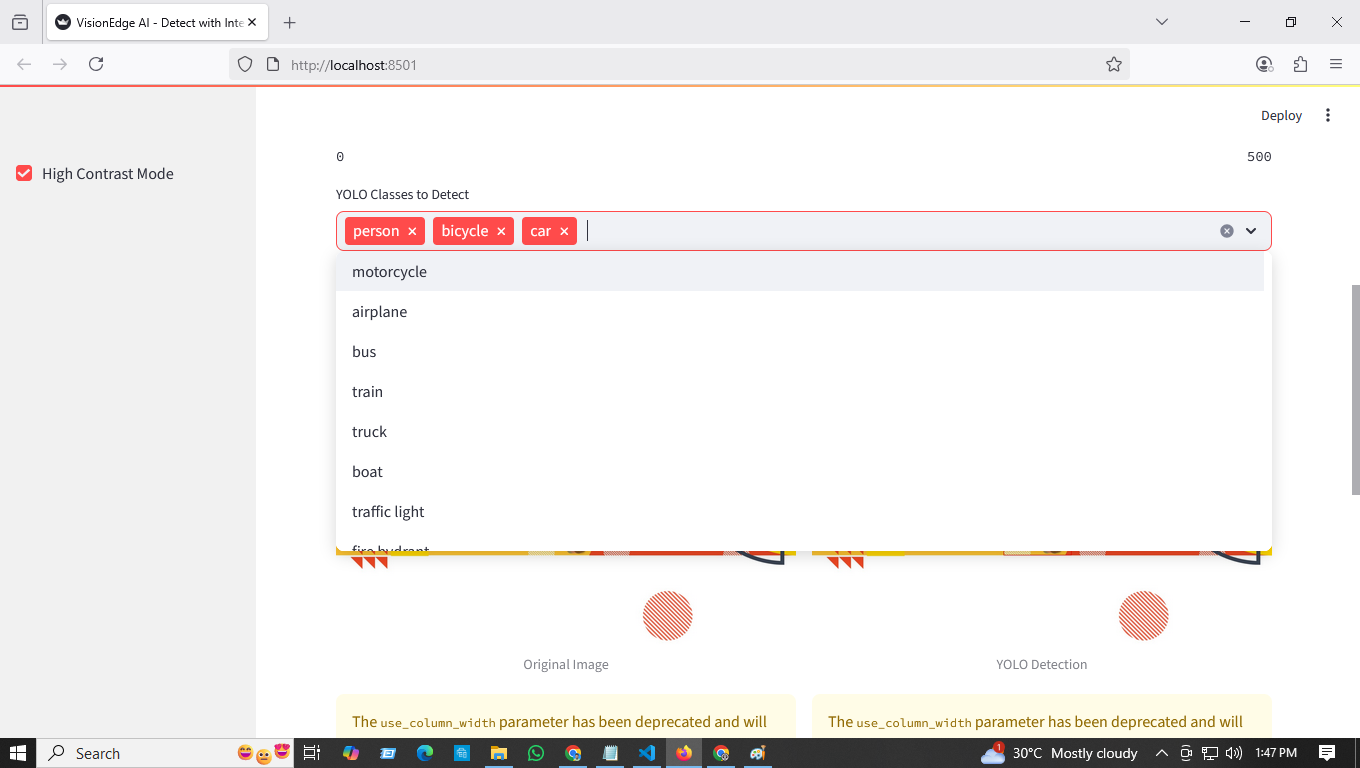 VisionEdge AI - Detect with Inte
http://localhost:8501
Deploy
High Contrast Mode
0 500
YOLO Classes to Detect
person bicycle car
motorcycle
airplane
bus
train
truck
boat
traffic light
fire hydrant
Original Image YOLO Detection
The use_column_width parameter has been deprecated and will The use_column_width parameter has been deprecated and will
Search 1 30°C Mostly cloudy 1:47 PM